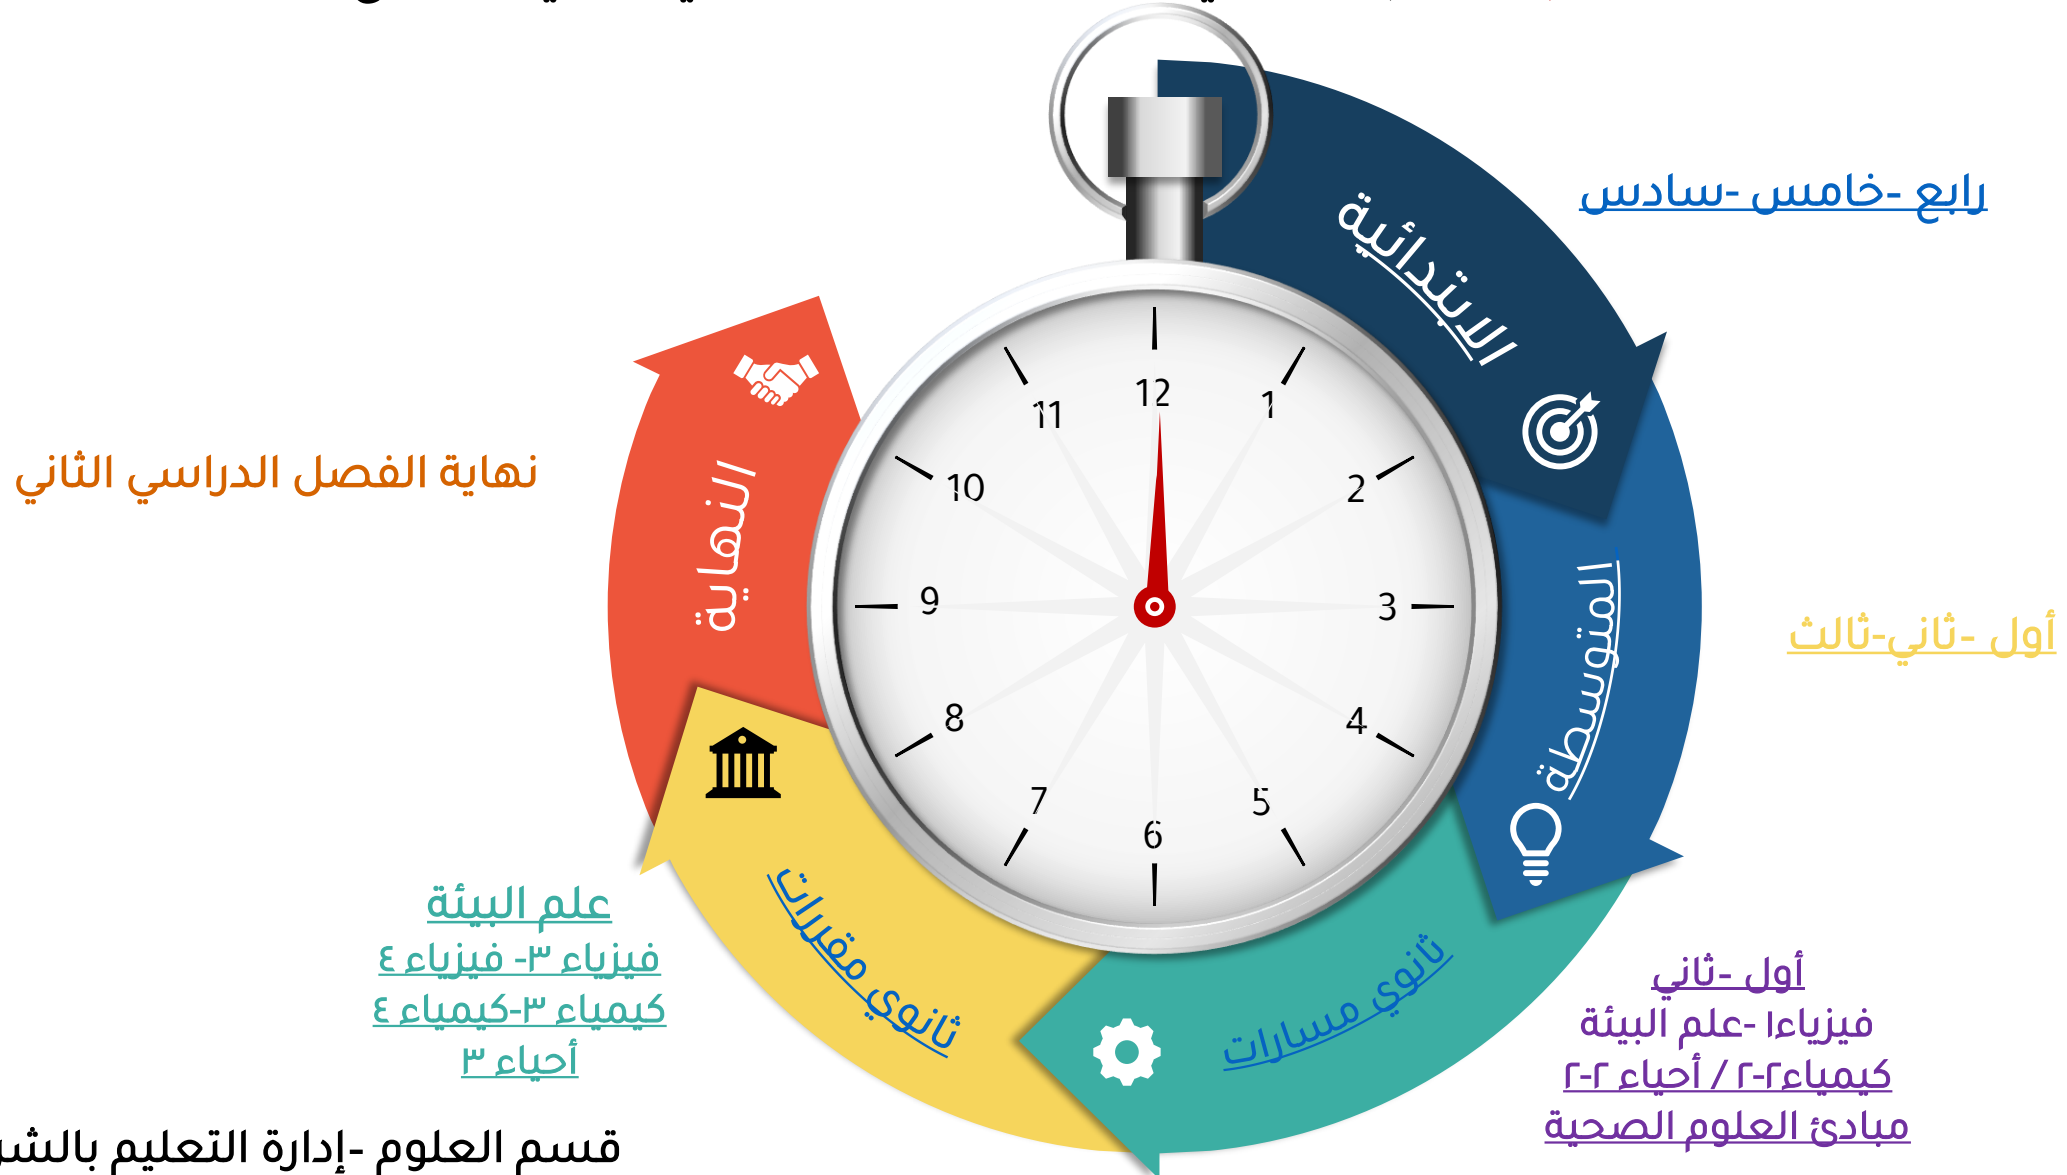 الابتدائية
رابع -خامس -سادس
المتوسطة
أول -ثاني-ثالث
ثانوي مسارات
أول -ثاني
فيزياء١ -علم البيئة
كيمياء٢-٢ / أحياء ٢-٢
مبادئ العلوم الصحية
ثانوي مقررات
علم البيئة
فيزياء ٣- فيزياء ٤
كيمياء ٣-كيمياء ٤
أحياء ٣
النهاية
نهاية الفصل الدراسي الثاني
12
1
2
3
4
5
6
7
8
9
10
11
قسم العلوم -إدارة التعليم